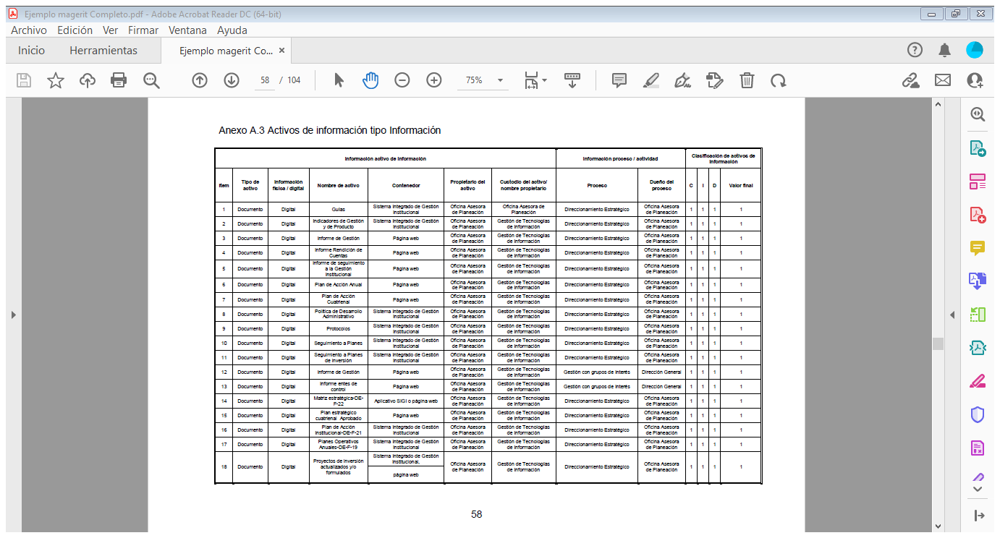 Ejemplo magerit Completo.pdf - Adobe Acrobat Reader DC (64-bit)
Archivo Edición Ver Firmar Ventana Ayuda
Inicio Herramientas Ejemplo magerit Co... ×
58 / 104 75%
Anexo A.3 Activos de información tipo Información
Información activo de información Información proceso / actividad Clasificación de activos de información
Item Tipo de activo Información física / digital Nombre de activo Contenedor Propietario del activo Custodio del activo/ nombre propietario Proceso Dueño del proceso C I D Valor final
1 Documento Digital Guías Sistema Integrado de Gestión Institucional Oficina Asesora de Planeación Oficina Asesora de Planeación Direccionamiento Estratégico Oficina Asesora de Planeación 1 1 1 1
2 Documento Digital Indicadores de Gestión y de Producto Sistema Integrado de Gestión Institucional Oficina Asesora de Planeación Gestión de Tecnologías de Información Direccionamiento Estratégico Oficina Asesora de Planeación 1 1 1 1
3 Documento Digital Informe de Gestión Página web Oficina Asesora de Planeación Gestión de Tecnologías de Información Direccionamiento Estratégico Oficina Asesora de Planeación 1 1 1 1
4 Documento Digital Informe Rendición de Cuentas Página web Oficina Asesora de Planeación Gestión de Tecnologías de Información Direccionamiento Estratégico Oficina Asesora de Planeación 1 1 1 1
5 Documento Digital Informe de seguimiento a la Gestión Institucional Página web Oficina Asesora de Planeación Gestión de Tecnologías de Información Direccionamiento Estratégico Oficina Asesora de Planeación 1 1 1 1
6 Documento Digital Plan de Acción Anual Página web Oficina Asesora de Planeación Gestión de Tecnologías de Información Direccionamiento Estratégico Oficina Asesora de Planeación 1 1 1 1
7 Documento Digital Plan de Acción Cuatrienal Página web Oficina Asesora de Planeación Gestión de Tecnologías de Información Direccionamiento Estratégico Oficina Asesora de Planeación 1 1 1 1
8 Documento Digital Política de Desarrollo Administrativo Sistema Integrado de Gestión Institucional Oficina Asesora de Planeación Gestión de Tecnologías de Información Direccionamiento Estratégico Oficina Asesora de Planeación 1 1 1 1
9 Documento Digital Protocolos Sistema Integrado de Gestión Institucional Oficina Asesora de Planeación Gestión de Tecnologías de Información Direccionamiento Estratégico Oficina Asesora de Planeación 1 1 1 1
10 Documento Digital Seguimiento a Planes Sistema Integrado de Gestión Institucional Oficina Asesora de Planeación Gestión de Tecnologías de Información Direccionamiento Estratégico Oficina Asesora de Planeación 1 1 1 1
11 Documento Digital Seguimiento a Planes de inversión Sistema Integrado de Gestión Institucional Oficina Asesora de Planeación Gestión de Tecnologías de Información Direccionamiento Estratégico Oficina Asesora de Planeación 1 1 1 1
12 Documento Digital Informe de Gestión Página web Oficina Asesora de Planeación Gestión de Tecnologías de Información Gestión con grupos de interés Dirección General 1 1 1 1
13 Documento Digital Informe entes de control Página web Oficina Asesora de Planeación Gestión de Tecnologías de Información Gestión con grupos de interés Dirección General 1 1 1 1
14 Documento Digital Matriz estratégica-DE-F-22 Aplicativo SIGI o página web Oficina Asesora de Planeación Gestión de Tecnologías de Información Direccionamiento Estratégico Oficina Asesora de Planeación 1 1 1 1
15 Documento Digital Plan estratégico cuatrienal Aprobado Página web Oficina Asesora de Planeación Gestión de Tecnologías de Información Direccionamiento Estratégico Oficina Asesora de Planeación 1 1 1 1
16 Documento Digital Plan de Acción Institucional-DE-F-21 Sistema Integrado de Gestión Institucional Oficina Asesora de Planeación Gestión de Tecnologías de Información Direccionamiento Estratégico Oficina Asesora de Planeación 1 1 1 1
17 Documento Digital Planes Operativos Anuales-DE-F-19 Sistema Integrado de Gestión Institucional Oficina Asesora de Planeación Gestión de Tecnologías de Información Direccionamiento Estratégico Oficina Asesora de Planeación 1 1 1 1
18 Documento Digital Proyectos de inversión actualizados y/o formulados Sistema Integrado de Gestión Institucional, página web Oficina Asesora de Planeación Gestión de Tecnologías de Información Direccionamiento Estratégico Oficina Asesora de Planeación 1 1 1 1
58